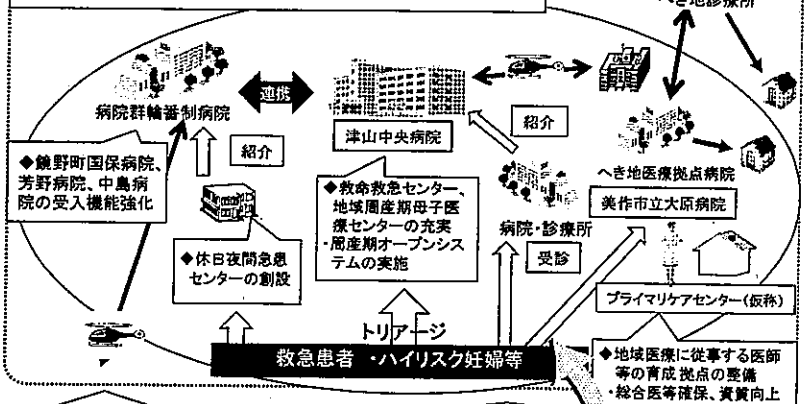 へき地診療所
連携
病院群輪番制病院
津山中央病院
紹介
紹介
へき地医療拠点病院
美作市立大原病院
◆鏡野町国保病院、
芳野病院、中島病
院の受入機能強化
◆救命救急センター、
地域周産期母子医
療センターの充実
・周産期オープンシス
テムの実施
病院・診療所
受診
◆休日夜間急患
センターの創設
プライマリケアセンター(仮称)
トリアージ
救急患者 ・ハイリスク妊婦等
◆地域医療に従事する医師
等の育成拠点の整備
・総合医等確保、資質向上